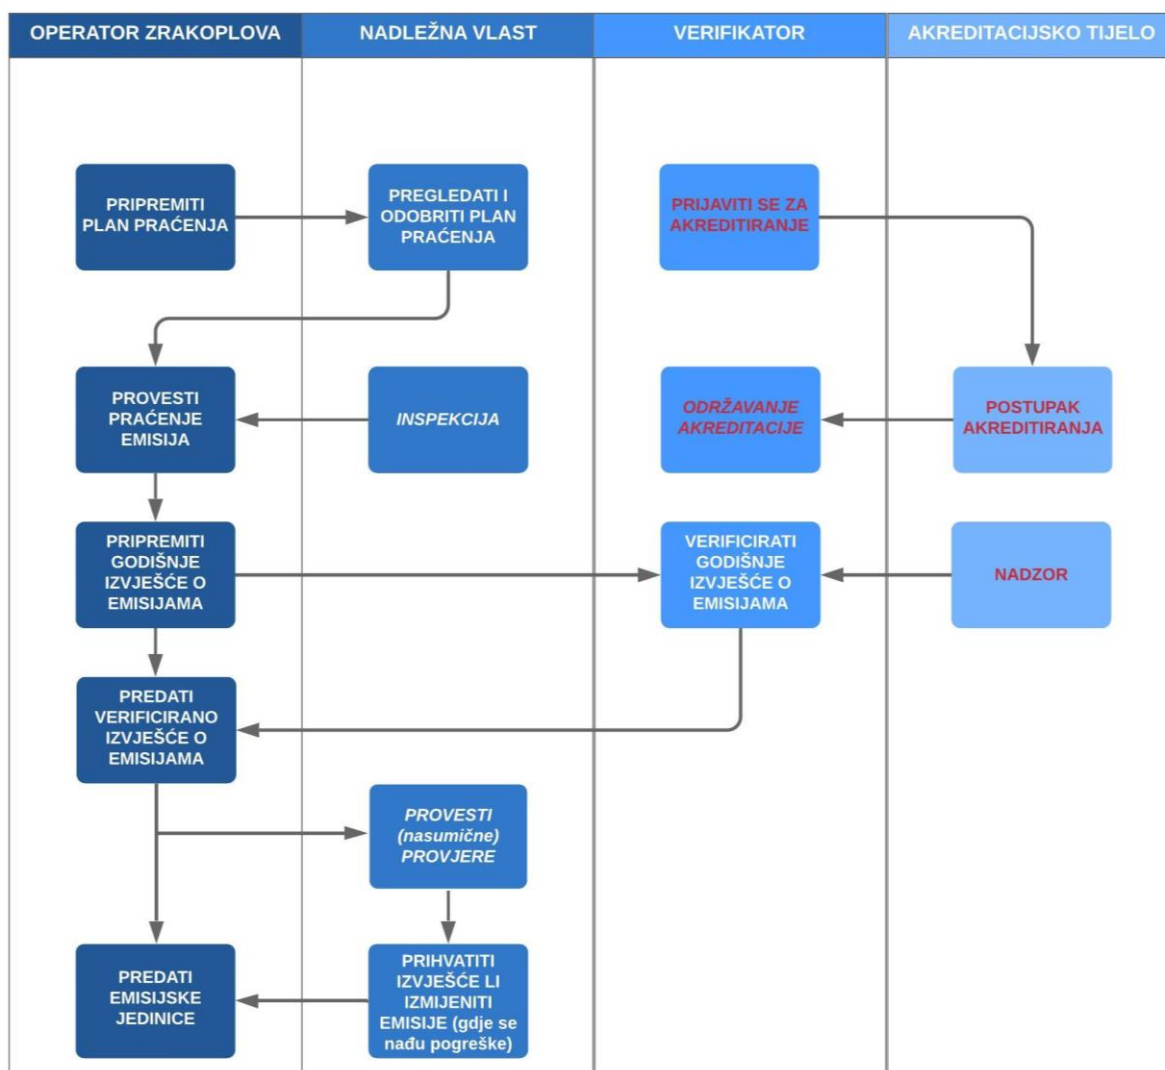 OPERATOR ZRAKOPLOVA
NADLEŽNA VLAST
VERIFIKATOR
AKREDITACIJSKO TIJELO
PRIPREMITI
PLAN PRAĆENJA
PREGLEDATI I
ODOBRITI PLAN
PRAĆENJA
PRIJAVITI SE ZA
AKREDITIRANJE
PROVESTI
PRAĆENJE
EMISIJA
INSPEKCIJA
ODRŽAVANJE
AKREDITACIJE
POSTUPAK
AKREDITIRANJA
PRIPREMITI
GODIŠNJE
IZVJEŠĆE O
EMISIJAMA
VERIFICIRATI
GODIŠNJE
IZVJEŠĆE O
EMISIJAMA
NADZOR
PREDATI
VERIFICIRANO
IZVJEŠĆE O
EMISIJAMA
PROVESTI
(nasumične)
PROVJERE
PREDATI
EMISIJSKE
JEDINICE
PRIHVATITI
IZVJEŠĆE LI
IZMIJENITI
EMISIJE (gdje se
nađu pogreške)